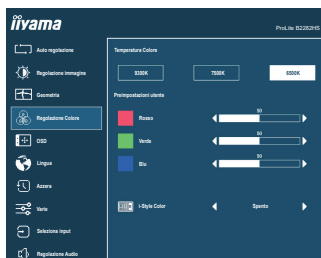 iiyama
ProLite B2282HS
Auto regolazione
Temperatura Colore
Regolazione immagine
9300K
7500K
6500K
Geometria
Preimpostazioni utente
Regolazione Colore
Rosso
50
OSD
Verde
50
Lingua
Blu
50
Azzera
Varie
i-Style Color
Spento
Seleziona input
Regolazione Audio